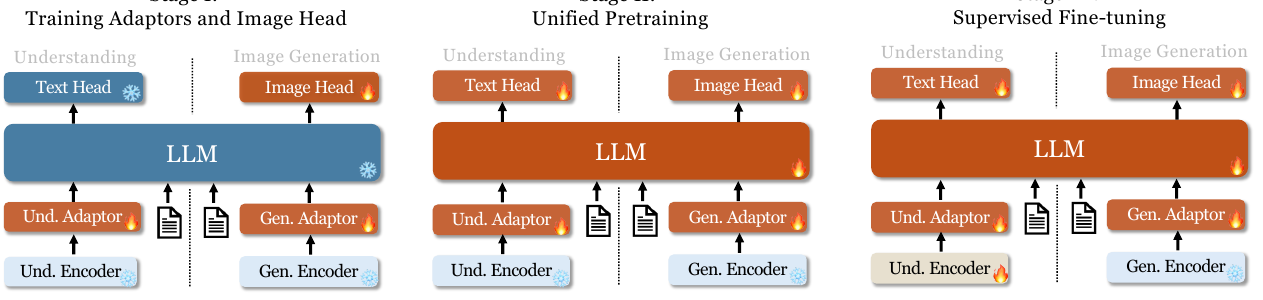 Training Adaptors and Image Head
Understanding
Image Generation
Text Head
Image Head
LLM
Und. Adaptor
Gen. Adaptor
Und. Encoder
Gen. Encoder
Unified Pretraining
Understanding
Image Generation
Text Head
Image Head
LLM
Und. Adaptor
Gen. Adaptor
Und. Encoder
Gen. Encoder
Supervised Fine-tuning
Understanding
Image Generation
Text Head
Image Head
LLM
Und. Adaptor
Gen. Adaptor
Und. Encoder
Gen. Encoder